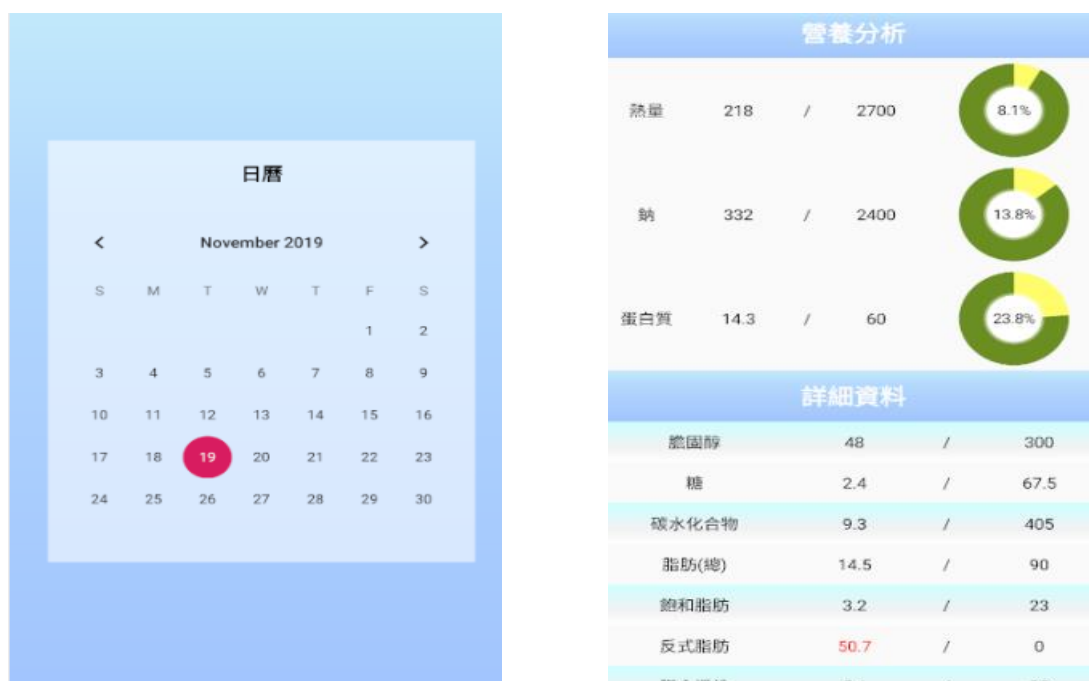 日曆
<
November 2019
>
S M T W T F S
1 2
3 4 5 6 7 8 9
10 11 12 13 14 15 16
17 18 19 20 21 22 23
24 25 26 27 28 29 30
營養分析
熱量 218 / 2700 8.1%
鈉 332 / 2400 13.8%
蛋白質 14.3 / 60 23.8%
詳細資料
膽固醇 48 / 300
糖 2.4 / 67.5
碳水化合物 9.3 / 405
脂肪(總) 14.5 / 90
飽和脂肪 3.2 / 23
反式脂肪 50.7 / 0